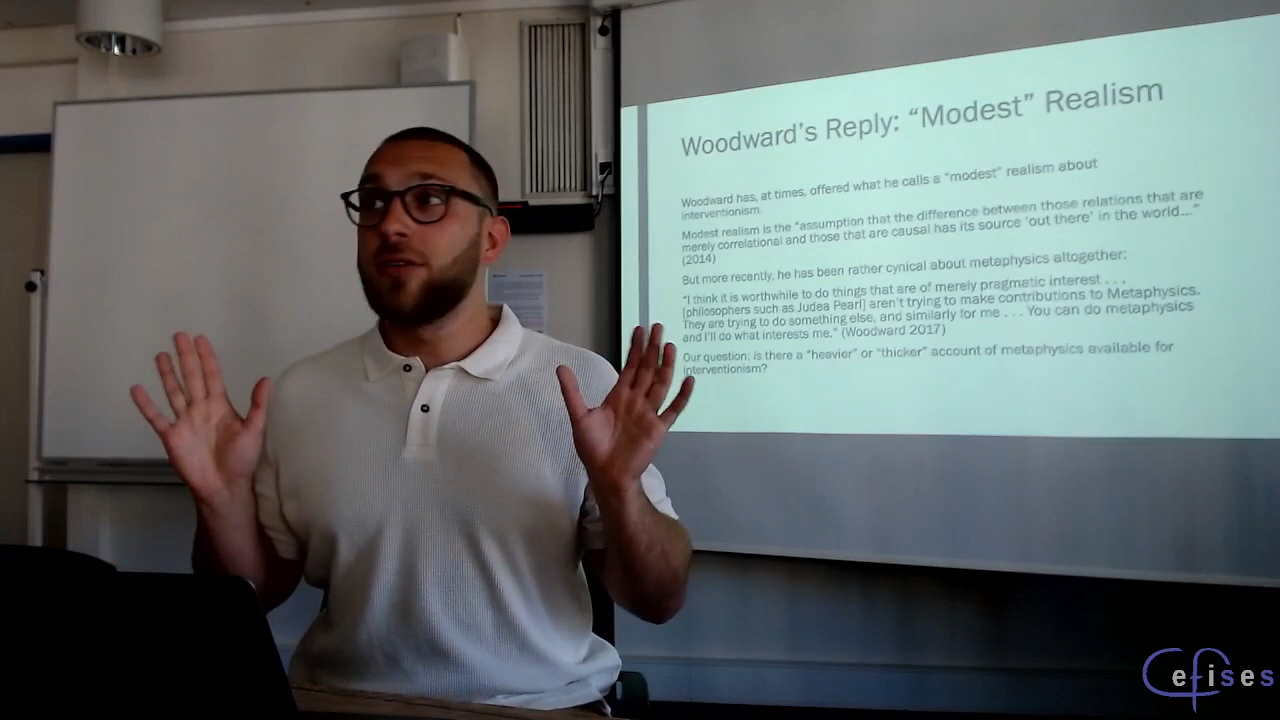 Woodward's Reply: "Modest" Realism
Woodward has, at times, offered what he calls a "modest" realism about
interventionism.
Modest realism is the "assumption that the difference between those relations that are
merely correlational and those that are causal has its source 'out there' in the world..."
(2014)
But more recently, he has been rather cynical about metaphysics altogether:
"I think it is worthwhile to do things that are of merely pragmatic interest . . .
[philosophers such as Judea Pearl] aren't trying to make contributions to Metaphysics.
They are trying to do something else, and similarly for me . . . You can do metaphysics
and I'll do what interests me." (Woodward 2017)
Our question: is there a "heavier" or "thicker" account of metaphysics available for
interventionism?
Cefises